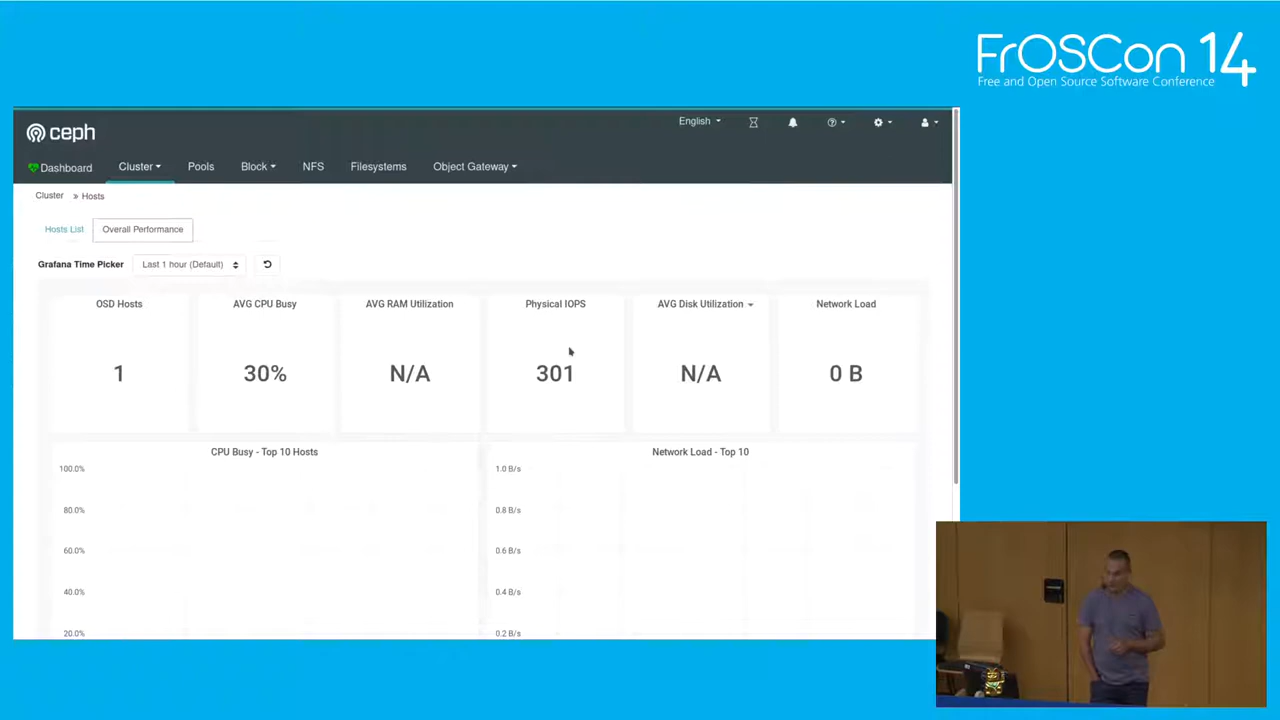 FrOSCon 14
Free and Open Source Software Conference
ceph
English
Dashboard
Cluster
Pools
Block
NFS
Filesystems
Object Gateway
Cluster » Hosts
Hosts List
Overall Performance
Grafana Time Picker
Last 1 hour (Default)
OSD Hosts
AVG CPU Busy
AVG RAM Utilization
Physical IOPS
AVG Disk Utilization
Network Load
1
30%
N/A
301
N/A
0 B
CPU Busy - Top 10 Hosts
100.0%
80.0%
60.0%
40.0%
20.0%
Network Load - Top 10
1.0 B/s
0.8 B/s
0.6 B/s
0.4 B/s
0.2 B/s